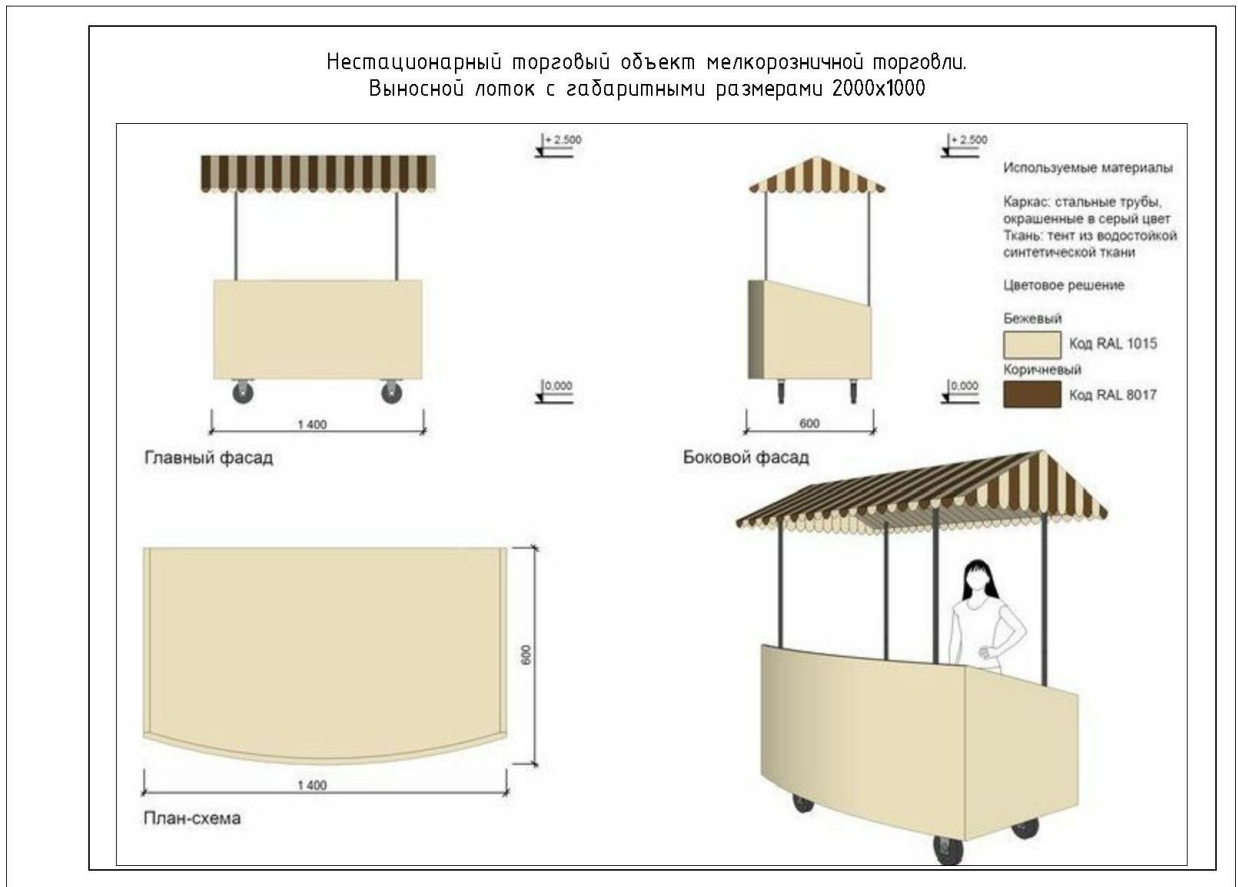 Нестационарный торговый объект мелкорозничной торговли.
Выносной лоток с габаритными размерами 2000х1000
+ 2.500
+ 2.500
Используемые материалы
Каркас: стальные трубы,
окрашенные в серый цвет
Ткань: тент из водостойкой
синтетической ткани
Цветовое решение
Бежевый
Код RAL 1015
Коричневый
Код RAL 8017
0.000
0.000
1 400
600
Главный фасад
Боковой фасад
600
1 400
План-схема